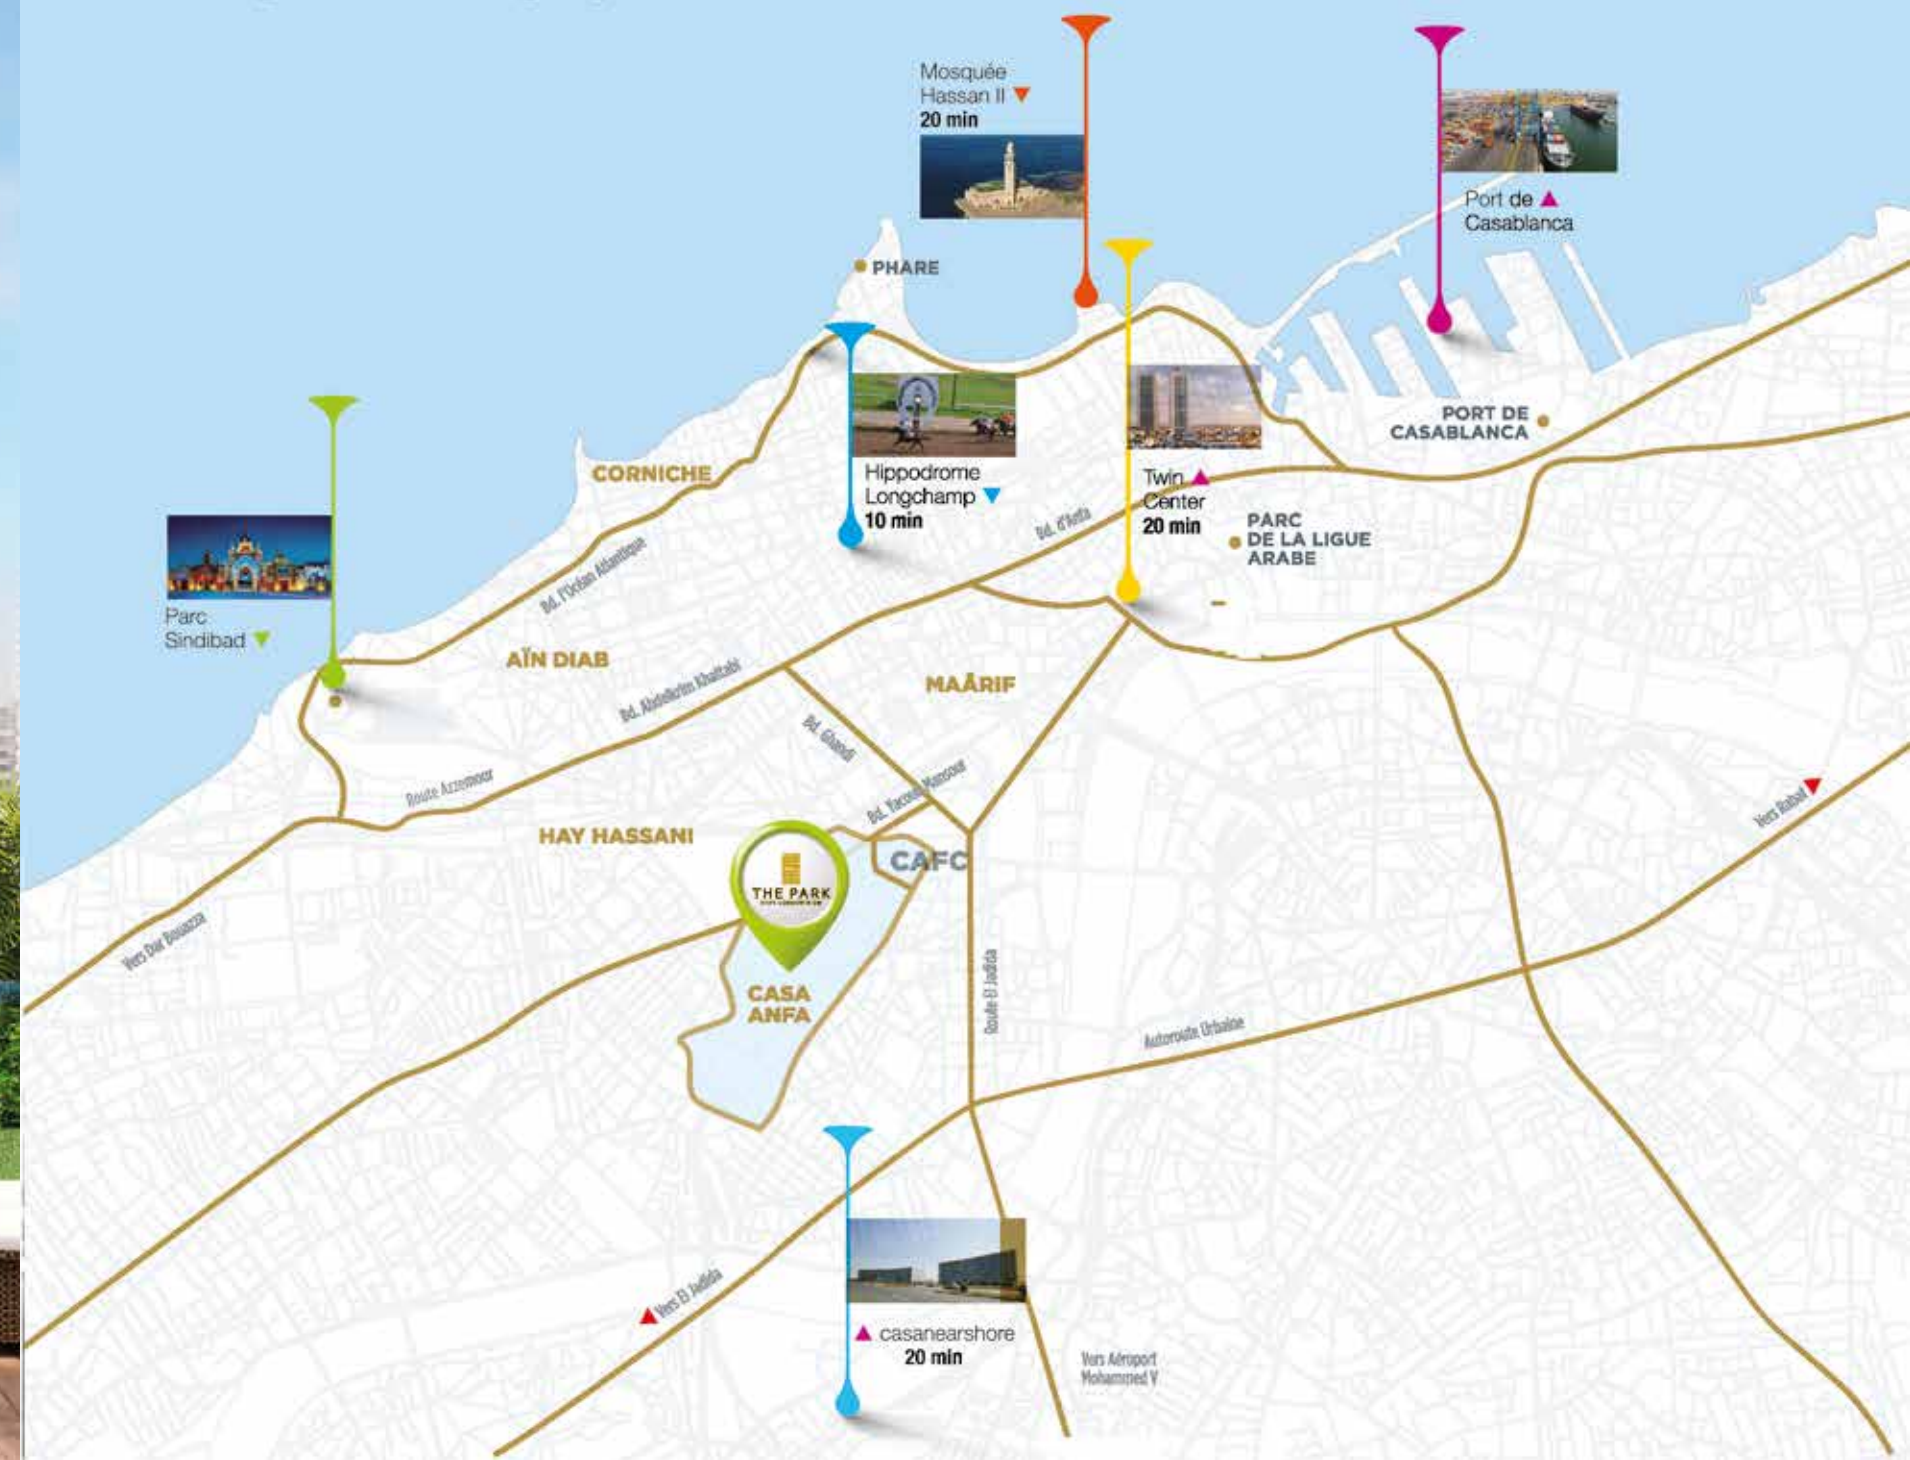 Mosquée
Hassan II
20 min
Port de
Casablanca
PHARE
PORT DE
CASABLANCA
CORNICHE
Hippodrome
Longchamp
10 min
Twin
Center
20 min
Bd. d'Anfa
PARC
DE LA LIGUE
ARABE
Parc
Sindibad
Bd. l'Océan Atlantique
AÏN DIAB
Bd. Abdelkrim Khattabi
MAÂRIF
Bd. Ghandi
Route Azzemour
Bd. Yacoub Mansour
Vers Rabat
HAY HASSANI
CAFC
THE PARK
Vers Dar Bouazza
CASA
ANFA
Route El Jadida
Autoroute Urbaine
Vers El Jadida
casanearshore
20 min
Vers Aéroport
Mohammed V